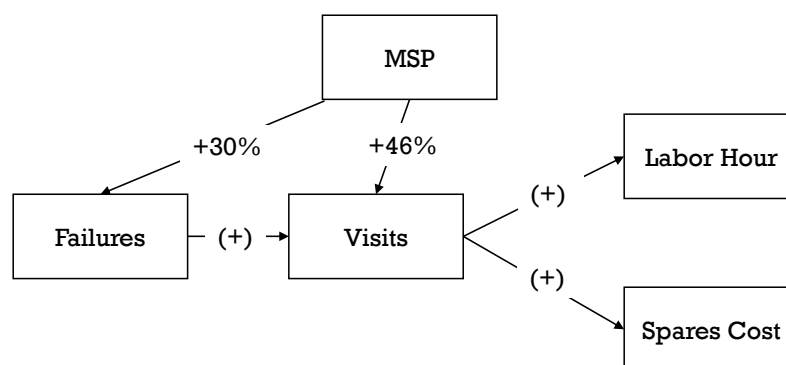 MSP
+30%
+46%
Labor Hour
(+)
Failures
(+)
Visits
(+)
Spares Cost